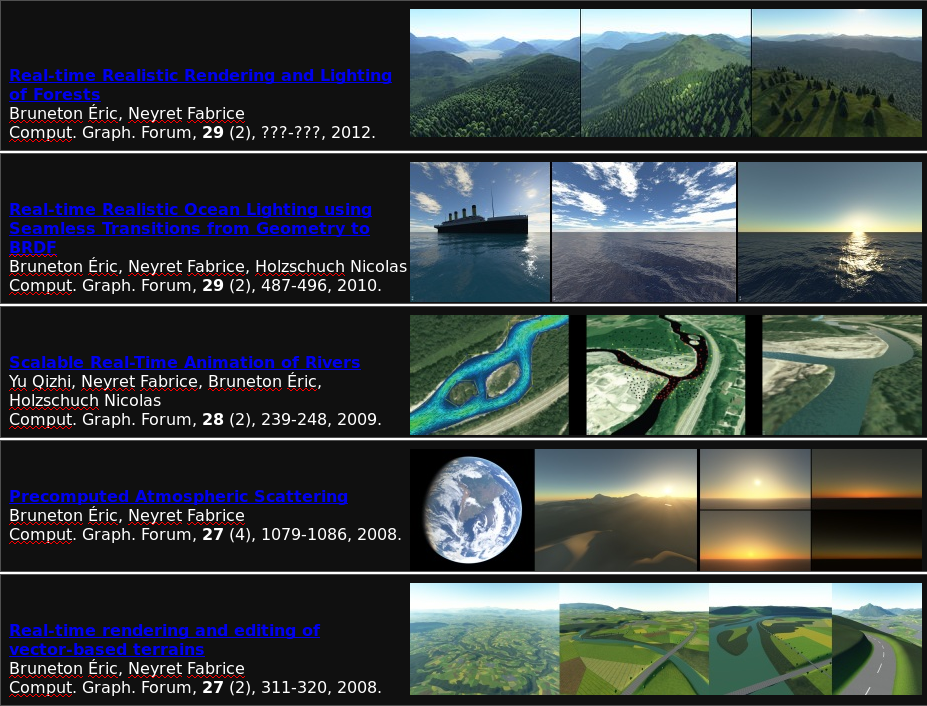 Real-time Realistic Rendering and Lighting
of Forests
Bruneton Éric, Neyret Fabrice
Comput. Graph. Forum, 29 (2), ???-???, 2012.
Real-time Realistic Ocean Lighting using
Seamless Transitions from Geometry to
BRDF
Bruneton Éric, Neyret Fabrice, Holzschuch Nicolas
Comput. Graph. Forum, 29 (2), 487-496, 2010.
Scalable Real-Time Animation of Rivers
Yu Qizhi, Neyret Fabrice, Bruneton Éric,
Holzschuch Nicolas
Comput. Graph. Forum, 28 (2), 239-248, 2009.
Precomputed Atmospheric Scattering
Bruneton Éric, Neyret Fabrice
Comput. Graph. Forum, 27 (4), 1079-1086, 2008.
Real-time rendering and editing of
vector-based terrains
Bruneton Éric, Neyret Fabrice
Comput. Graph. Forum, 27 (2), 311-320, 2008.